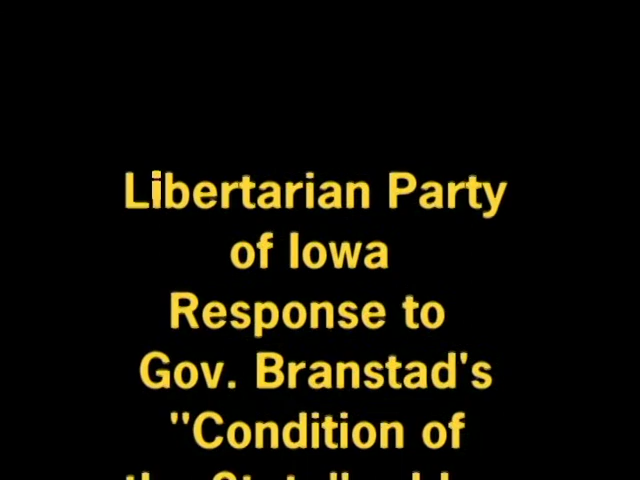 Libertarian Party
of Iowa
Response to
Gov. Branstad's
"Condition of